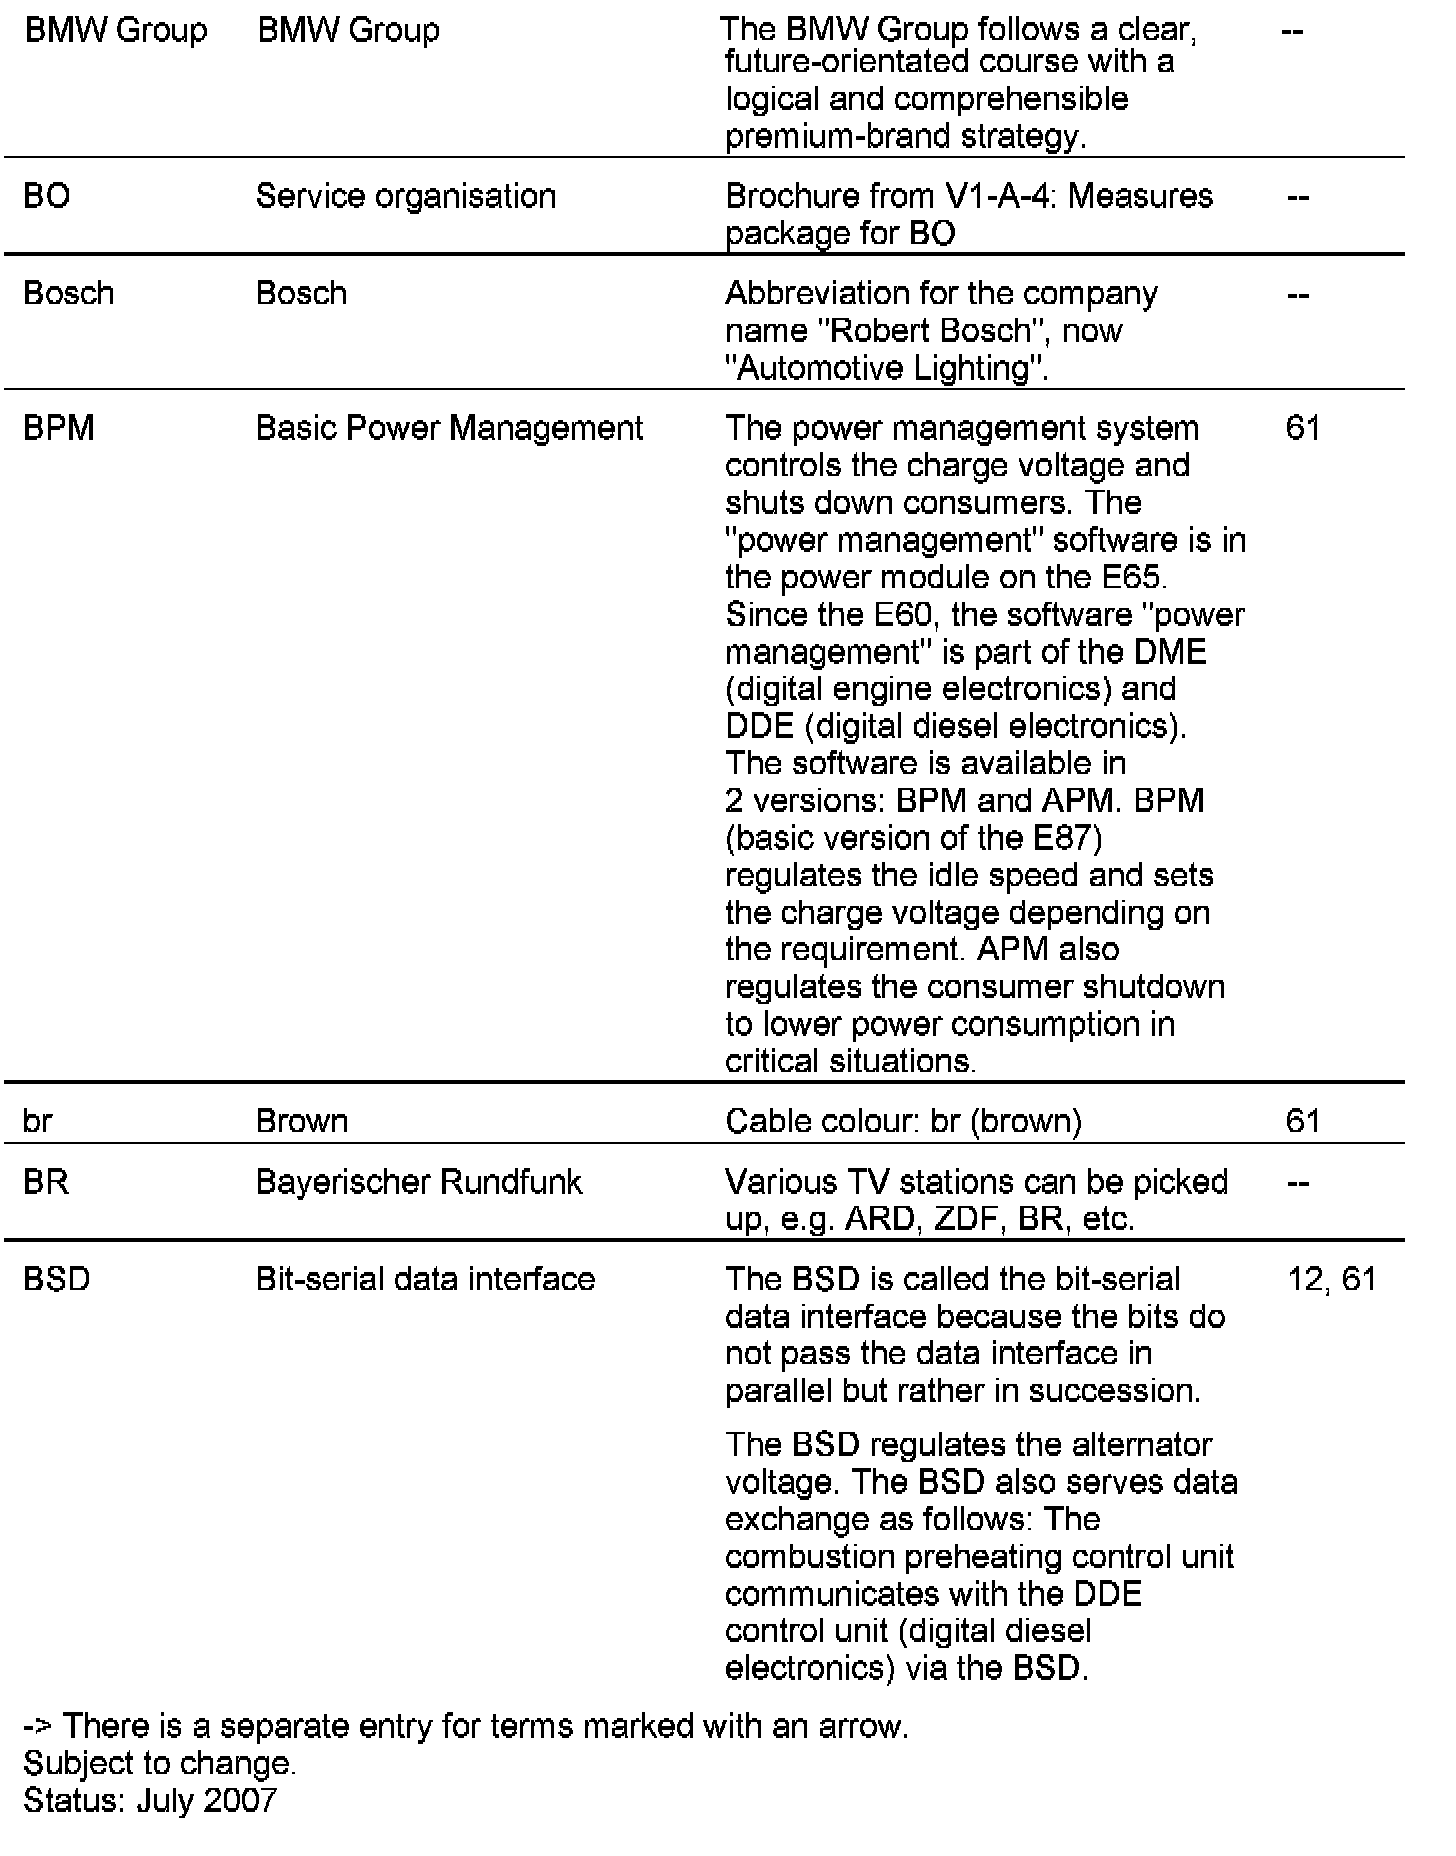 BMW Group BMW Group The BMW Group follows a clear, --
future-orientated course with a
logical and comprehensible
premium-brand strategy.
BO Service organisation Brochure from V1-A-4: Measures --
package for BO
Bosch Bosch Abbreviation for the company --
name "Robert Bosch", now
"Automotive Lighting".
BPM Basic Power Management The power management system 61
controls the charge voltage and
shuts down consumers. The
"power management" software is in
the power module on the E65.
Since the E60, the software "power
management" is part of the DME
(digital engine electronics) and
DDE (digital diesel electronics).
The software is available in
2 versions: BPM and APM. BPM
(basic version of the E87)
regulates the idle speed and sets
the charge voltage depending on
the requirement. APM also
regulates the consumer shutdown
to lower power consumption in
critical situations.
br Brown Cable colour: br (brown) 61
BR Bayerischer Rundfunk Various TV stations can be picked --
up, e.g. ARD, ZDF, BR, etc.
BSD Bit-serial data interface The BSD is called the bit-serial 12, 61
data interface because the bits do
not pass the data interface in
parallel but rather in succession.
The BSD regulates the alternator
voltage. The BSD also serves data
exchange as follows: The
combustion preheating control unit
communicates with the DDE
control unit (digital diesel
electronics) via the BSD.
-> There is a separate entry for terms marked with an arrow.
Subject to change.
Status: July 2007